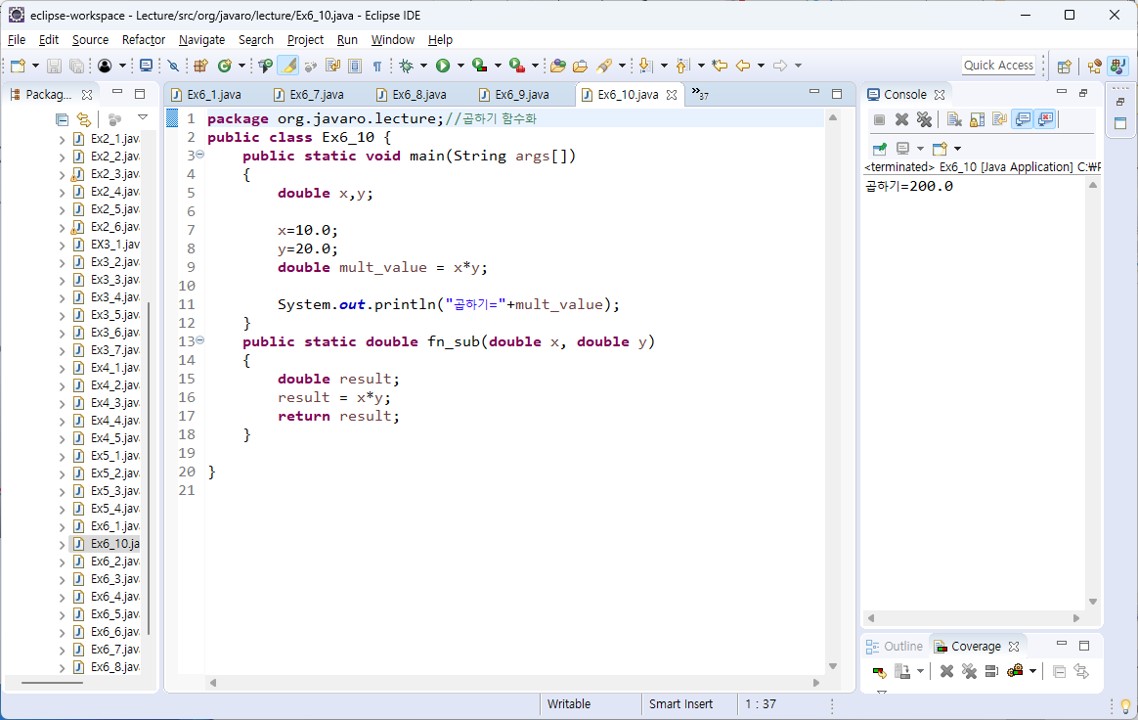 eclipse-workspace - Lecture/src/org/javaro/lecture/Ex6_10.java - Eclipse IDE
File Edit Source Refactor Navigate Search Project Run Window Help
Quick Access
Packag...
Ex2_1.jav
Ex2_2.jav
Ex2_3.jav
Ex2_4.jav
Ex2_5.jav
Ex2_6.jav
EX3_1.jav
Ex3_2.jav
Ex3_3.jav
Ex3_4.jav
Ex3_5.jav
Ex3_6.jav
Ex3_7.jav
Ex4_1.jav
Ex4_2.jav
Ex4_3.jav
Ex4_4.jav
Ex4_5.jav
Ex5_1.jav
Ex5_2.jav
Ex5_3.jav
Ex5_4.jav
Ex6_1.jav
Ex6_10.ja
Ex6_2.jav
Ex6_3.jav
Ex6_4.jav
Ex6_5.jav
Ex6_6.jav
Ex6_7.jav
Ex6_8.jav
Ex6_1.java Ex6_7.java Ex6_8.java Ex6_9.java Ex6_10.java »37
1 package org.javaro.lecture;//곱하기 함수화
2 public class Ex6_10 {
3 public static void main(String args[])
4 {
5 double x,y;
6
7 x=10.0;
8 y=20.0;
9 double mult_value = x*y;
10
11 System.out.println("곱하기="+mult_value);
12 }
13 public static double fn_sub(double x, double y)
14 {
15 double result;
16 result = x*y;
17 return result;
18 }
19
20 }
21
Console
<terminated> Ex6_10 [Java Application] C:₩P
곱하기=200.0
Outline Coverage
Writable Smart Insert 1 : 37